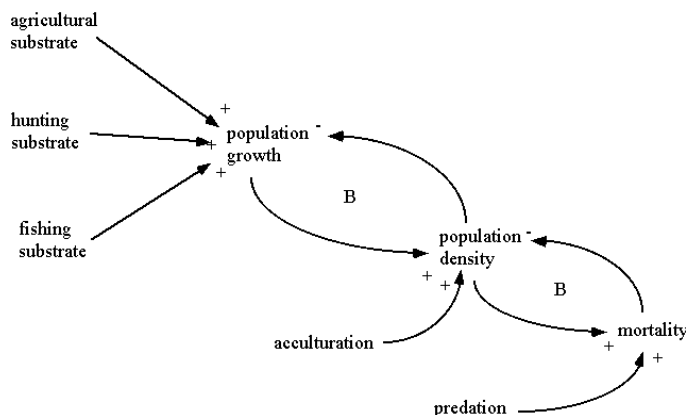 agricultural
substrate
+
hunting
substrate
+
population -
growth
+
B
fishing
substrate
population -
density
+
+
B
acculturation
mortality
+
+
predation